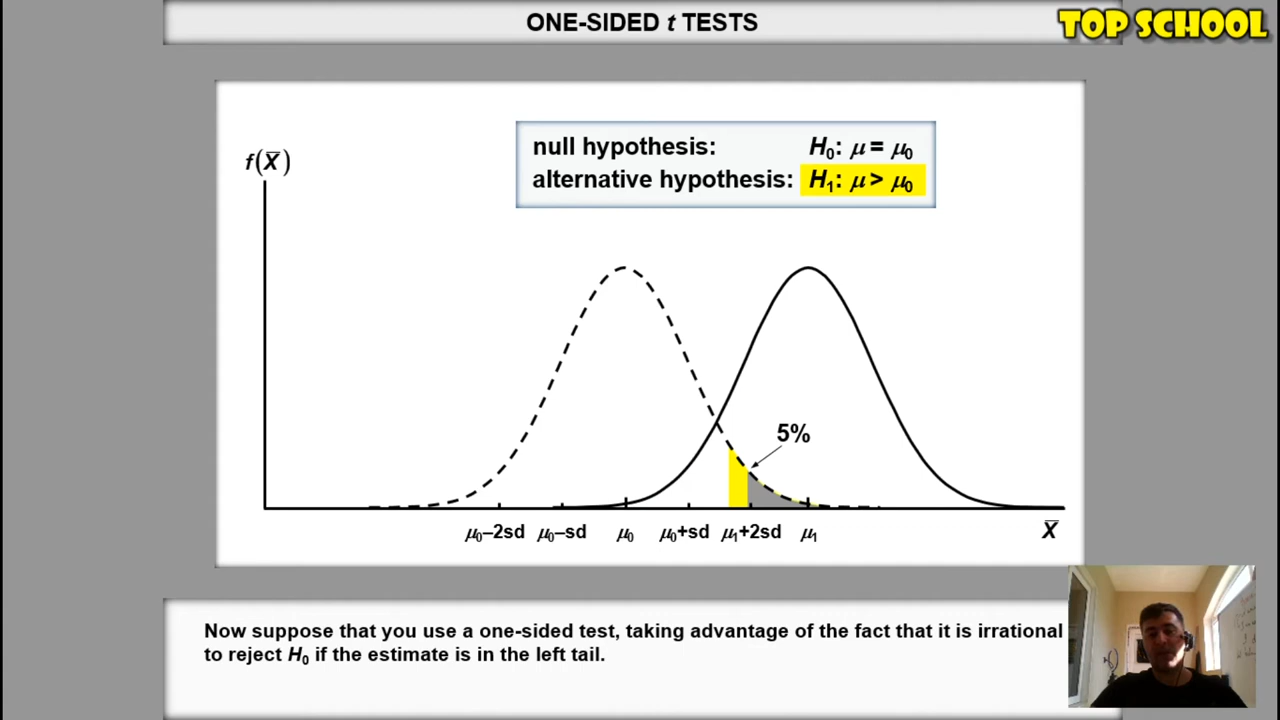 ONE-SIDED t TESTS
TOP SCHOOL
null hypothesis: H₀: μ = μ₀
alternative hypothesis: H₁: μ > μ₀
f(X̅)
5%
μ₀–2sd μ₀–sd μ₀ μ₀+sd μ₁+2sd μ₁ X̅
Now suppose that you use a one-sided test, taking advantage of the fact that it is irrational
to reject H₀ if the estimate is in the left tail.